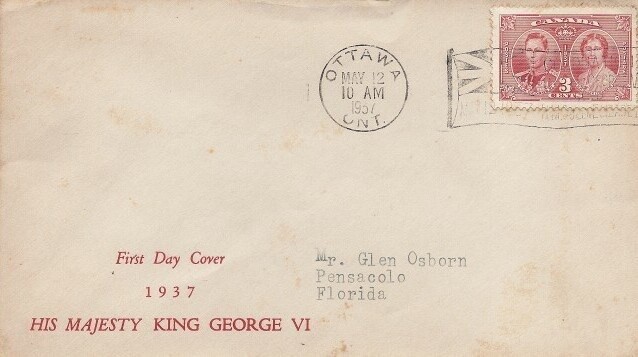 CANADA
3
CENTS
OTTAWA
MAY 12
10 AM
1937
ONT.
First Day Cover
1937
HIS MAJESTY KING GEORGE VI
Mr. Glen Osborn
Pensacolo
Florida